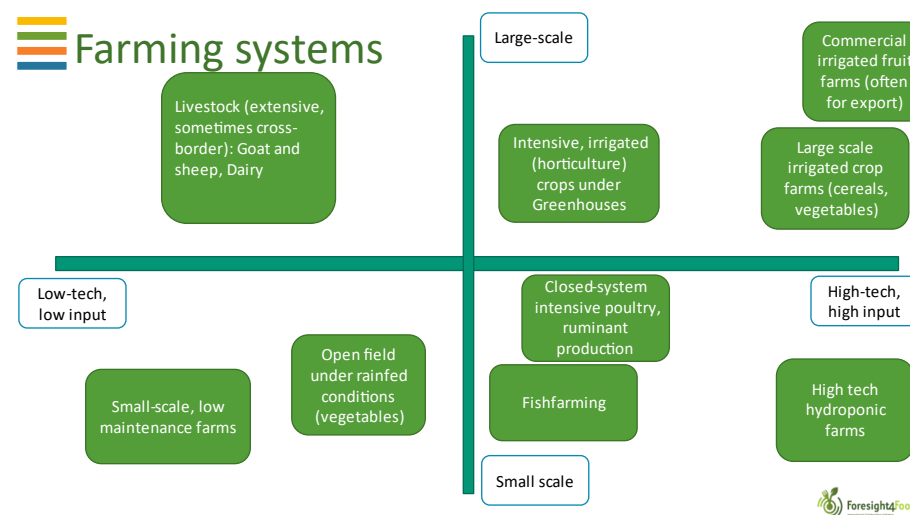 Farming systems
Large-scale
Commercial
irrigated fruit
farms (often
for export)
Livestock (extensive,
sometimes cross-
border): Goat and
sheep, Dairy
Intensive, irrigated
(horticulture)
crops under
Greenhouses
Large scale
irrigated crop
farms (cereals,
vegetables)
Low-tech,
low input
High-tech,
high input
Closed-system
intensive poultry,
ruminant
production
Open field
under rainfed
conditions
(vegetables)
Small-scale, low
maintenance farms
Fishfarming
High tech
hydroponic
farms
Small scale
Foresight4Foo